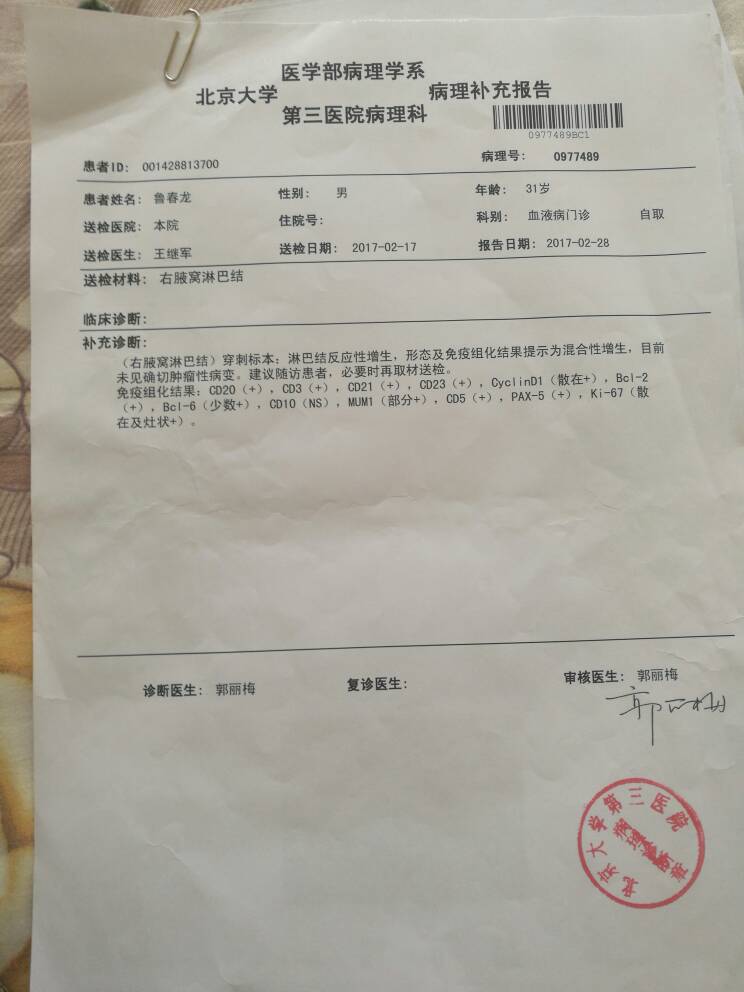 医学部病理学系
北京大学 病理补充报告
第三医院病理科
0977489BC1
患者ID: 001428813700 病理号: 0977489
患者姓名: 鲁春龙 性别: 男 年龄: 31岁
送检医院: 本院 住院号: 科别: 血液病门诊 自取
送检医生: 王继军 送检日期: 2017-02-17 报告日期: 2017-02-28
送检材料: 右腋窝淋巴结
临床诊断:
补充诊断:
（右腋窝淋巴结）穿刺标本: 淋巴结反应性增生, 形态及免疫组化结果提示为混合性增生, 目前
未见确切肿瘤性病变。建议随访患者, 必要时再取材送检。
免疫组化结果: CD20（+）, CD3（+）, CD21（+）, CD23（+）, CyclinD1（散在+）, Bcl-2
（+）, Bcl-6（少数+）, CD10（NS）, MUM1（部分+）, CD5（+）, PAX-5（+）, Ki-67（散
在及灶状+）。
诊断医生: 郭丽梅 复诊医生: 审核医生: 郭丽梅
郭丽梅
北京大学第三医院
病理诊断章